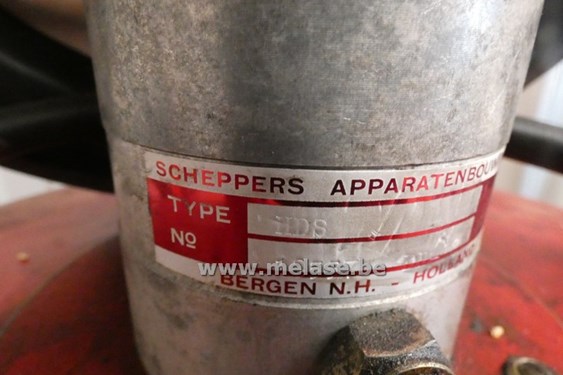 SCHEPPERS APPARATENBOUW
TYPE
No
www.melase.be
BERGEN N.H. - HOLLAND